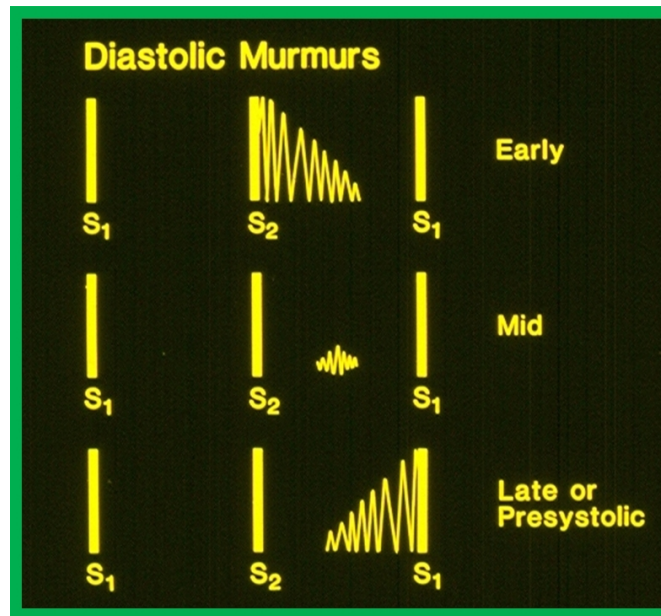 Diastolic Murmurs
Early
S1 S2 S1
Mid
S1 S2 S1
Late or
Presystolic
S1 S2 S1